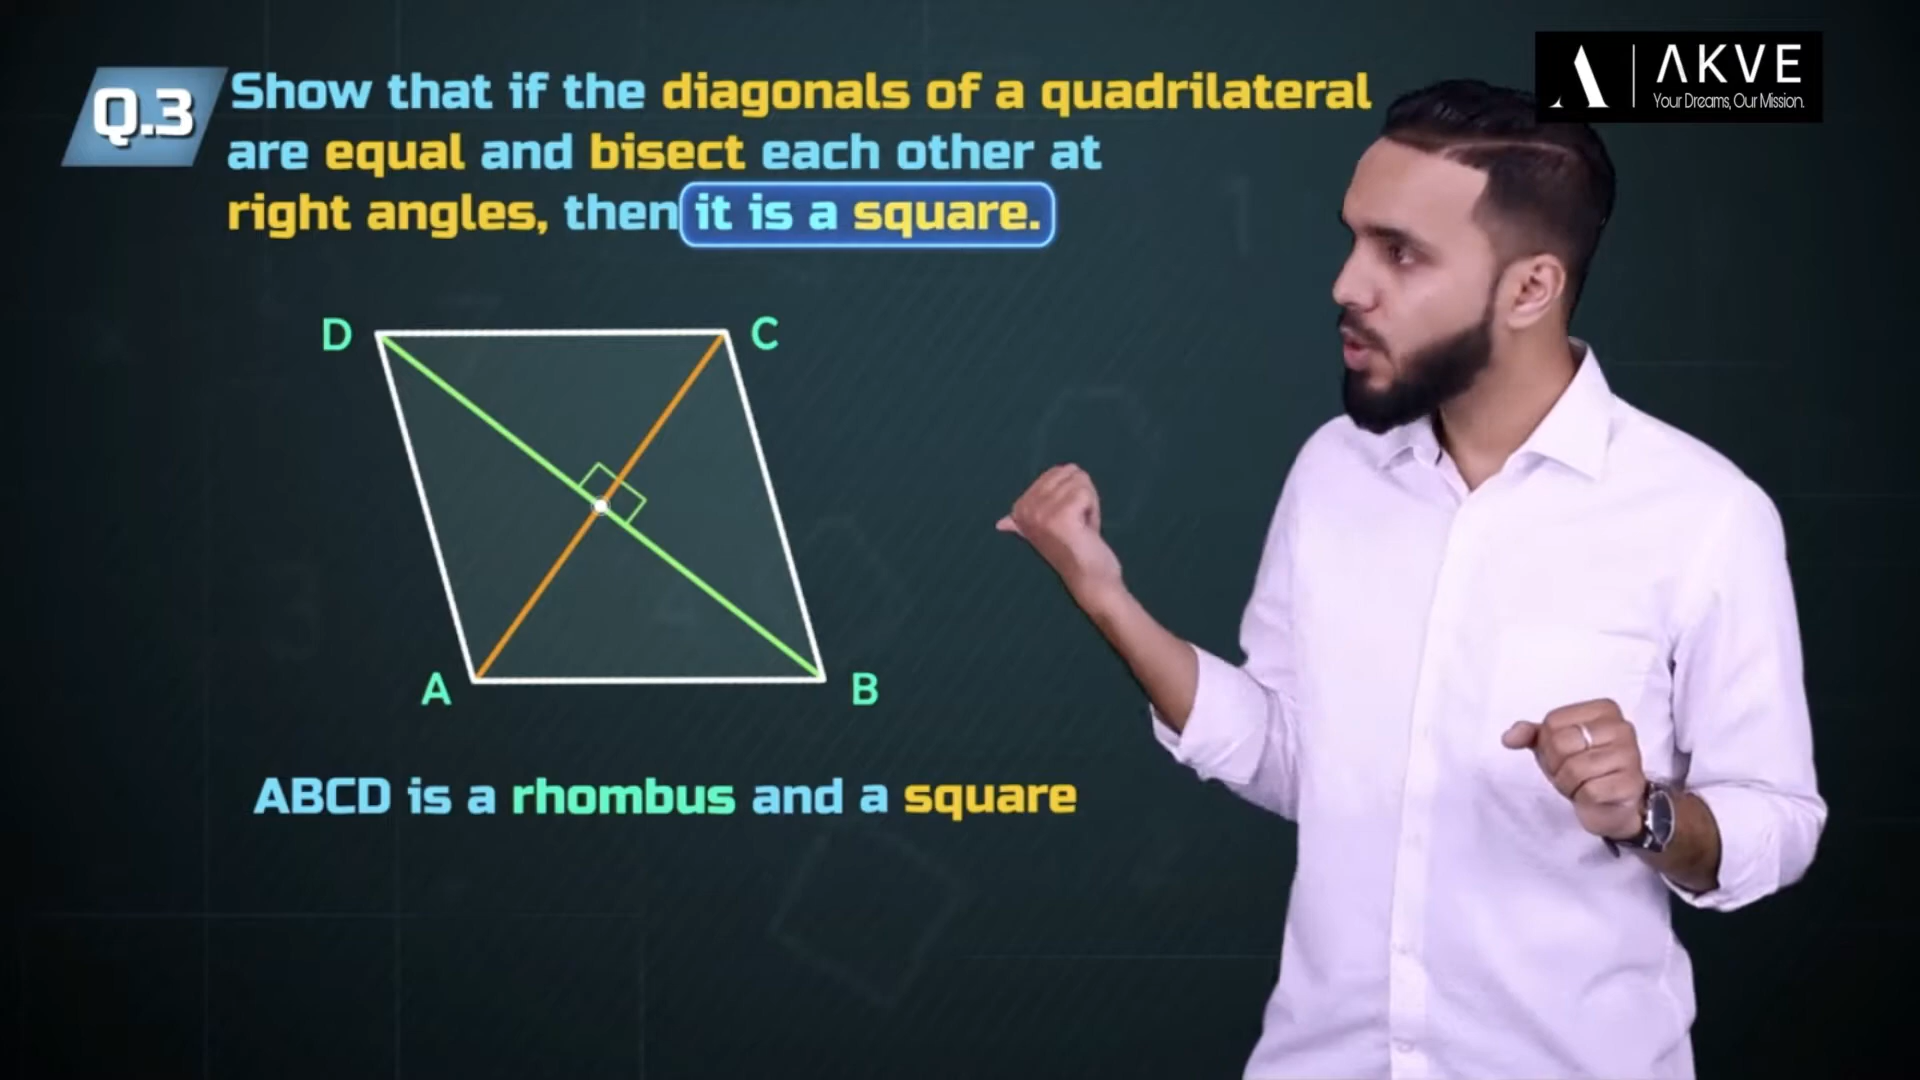 AKVE
Your Dreams, Our Mission.
Q.3
Show that if the diagonals of a quadrilateral
are equal and bisect each other at
right angles, then it is a square.
D
C
A
B
ABCD is a rhombus and a square